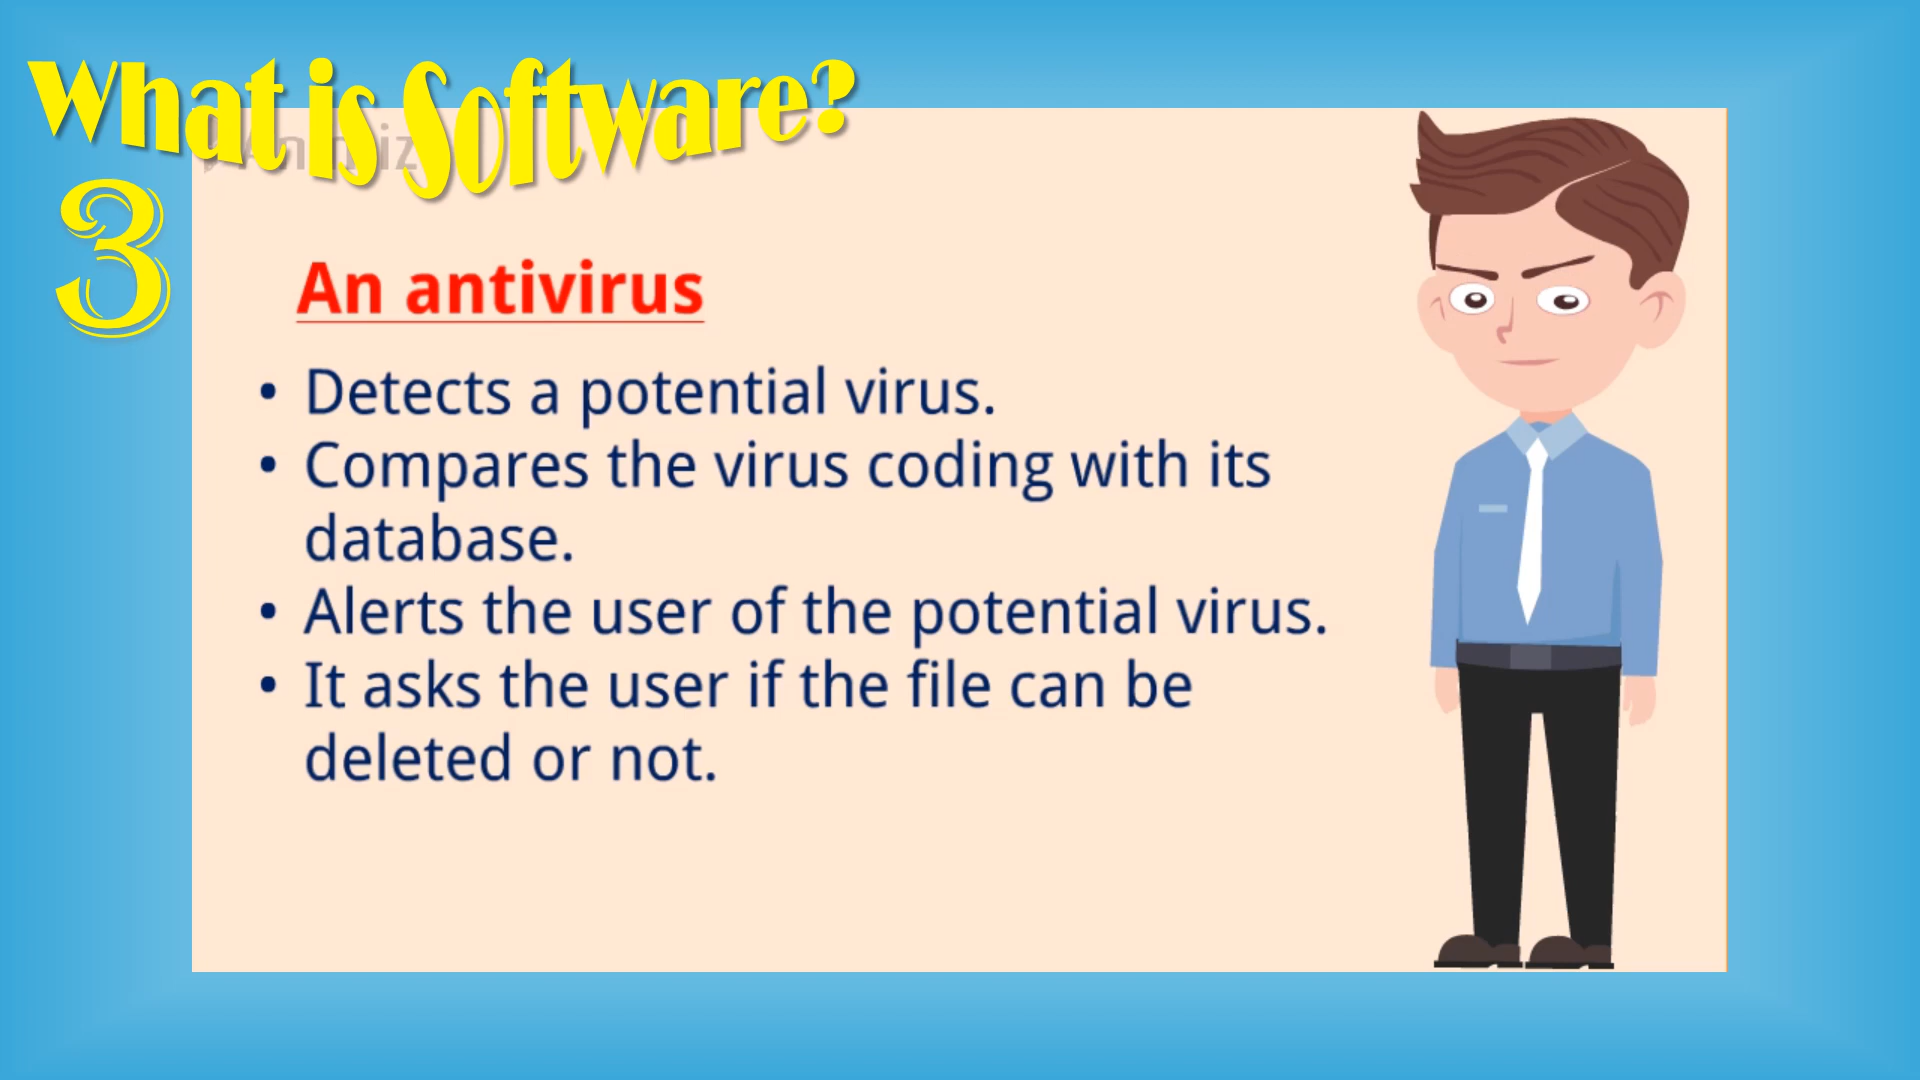 What is Software?
3
An antivirus
• Detects a potential virus.
• Compares the virus coding with its
database.
• Alerts the user of the potential virus.
• It asks the user if the file can be
deleted or not.